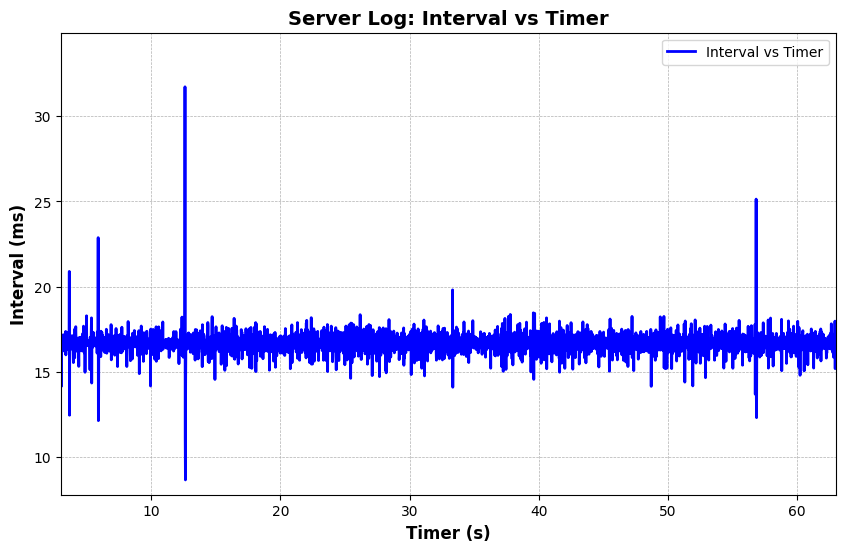 Server Log: Interval vs Timer
Interval vs Timer
30
25
20
15
10
Interval (ms)
10 20 30 40 50 60
Timer (s)